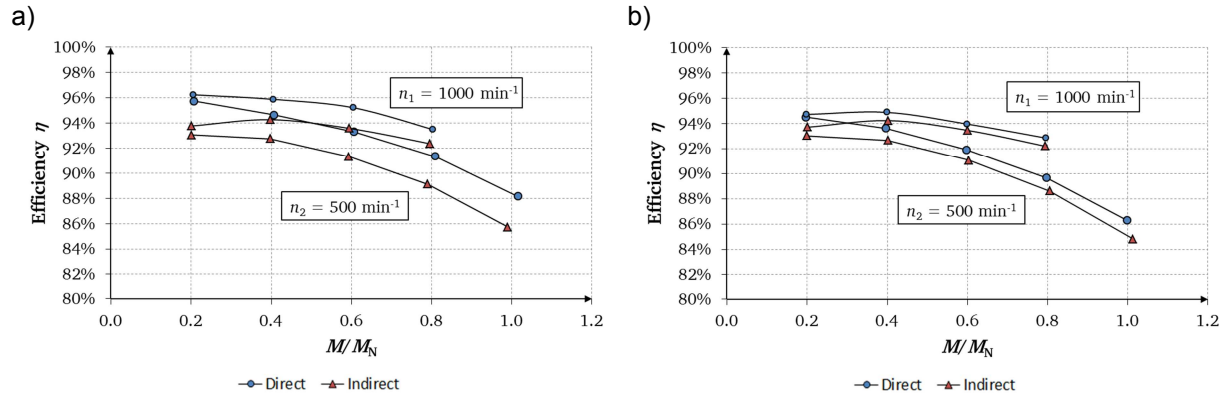 a)
Efficiency η
100%
98%
96%
94%
92%
90%
88%
86%
84%
82%
80%
n1 = 1000 min-1
n2 = 500 min-1
0.0 0.2 0.4 0.6 0.8 1.0 1.2
M/MN
Direct Indirect
b)
Efficiency η
100%
98%
96%
94%
92%
90%
88%
86%
84%
82%
80%
n1 = 1000 min-1
n2 = 500 min-1
0.0 0.2 0.4 0.6 0.8 1.0 1.2
M/MN
Direct Indirect